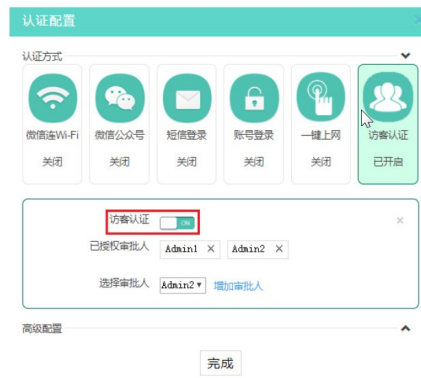 认证配置
认证方式
微信连Wi-Fi 微信公众号 短信登录 账号登录 一键上网 访客认证
关闭 关闭 关闭 关闭 关闭 已开启
访客认证 ON
已授权审批人 Admin1 × Admin2 ×
选择审批人 Admin2 增加审批人
高级配置
完成